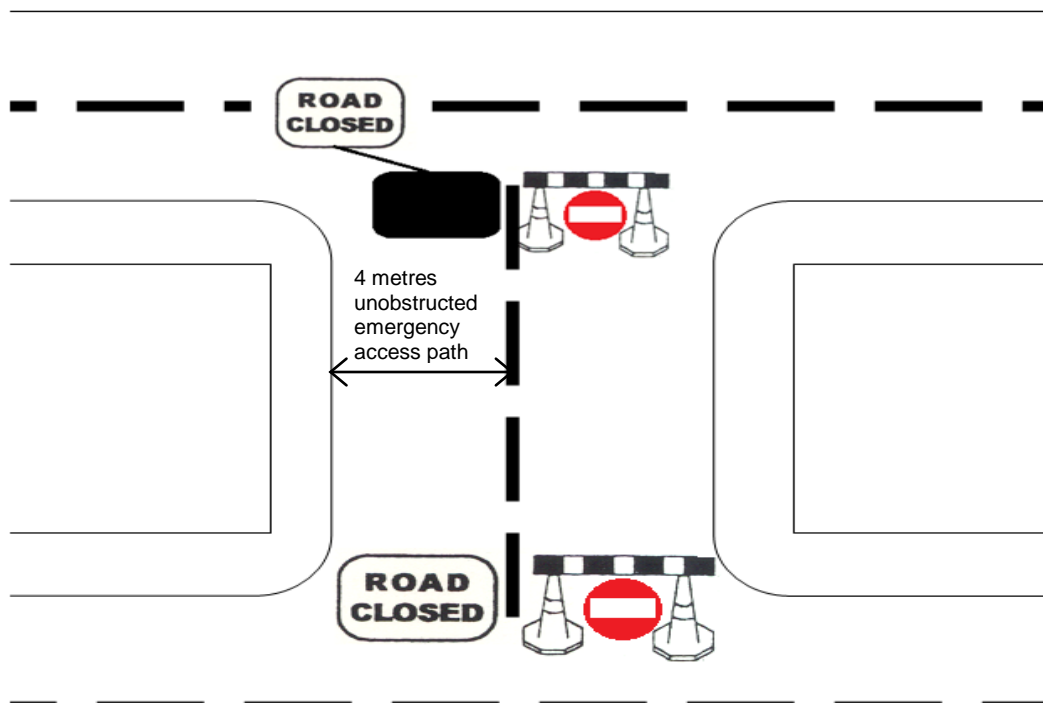 ROAD
CLOSED
4 metres
unobstructed
emergency
access path
ROAD
CLOSED